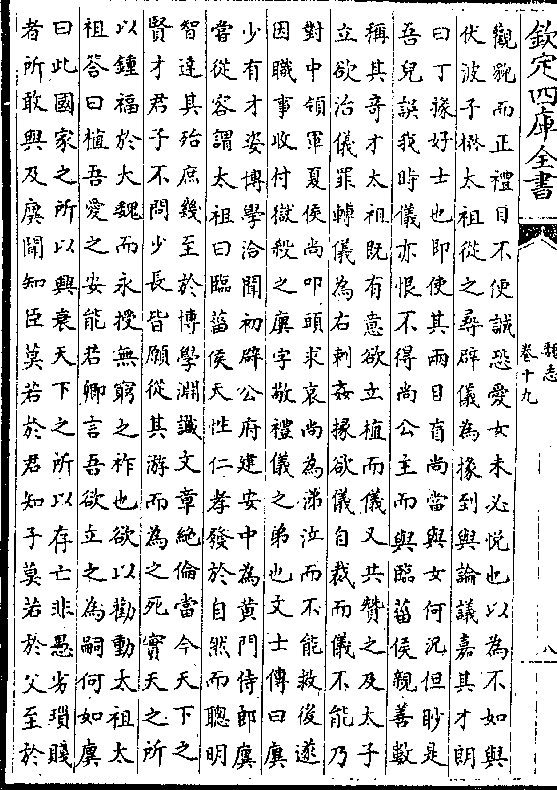 欽定四庫全書
魏志
卷十九
八
觀貌而正禮目不便誠恐愛女未必悅也以為不如與
伏波子楙太祖從之尋辟儀為掾到與論議嘉其才朗
曰丁掾好士也即使其兩目盲尚當與女何況但眇是
吾兒誤我時儀亦恨不得尚公主而與臨菑侯親善數
稱其奇才太祖既有意欲立植而儀又共贊之及太子
立欲治儀罪轉儀為右刺姦掾欲儀自裁而儀不能乃
對中領軍夏侯尚叩頭求哀尚為涕泣而不能救後遂
因職事收付獄殺之廙字敬禮儀之弟也文士傳曰廙
少有才姿博學洽聞初辟公府建安中為黃門侍郎廙
嘗從容謂太祖曰臨菑侯天性仁孝發於自然而聰明
智達其殆庶幾至於博學淵識文章絕倫當今天下之
賢才君子不問少長皆願從其游而為之死實天之所
以鍾福於大魏而永授無窮之祚也欲以勸動太祖太
祖答曰植吾愛之安能若卿言吾欲立之為嗣何如廙
曰此國家之所以興衰天下之所以存亡非愚劣瑣賤
者所敢與及廙聞知臣莫若於君知子莫若於父至於